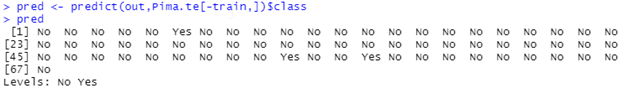 > pred <- predict(out,Pima.te[-train,])$class
> pred
[1] No No No No No Yes No No No No No No No No No No No No No No No No
[23] No No No No No No No No No No No No No No No No No No No No No No
[45] No No No No No No No No No Yes No No Yes No No No No No No No No No
[67] No
Levels: No Yes